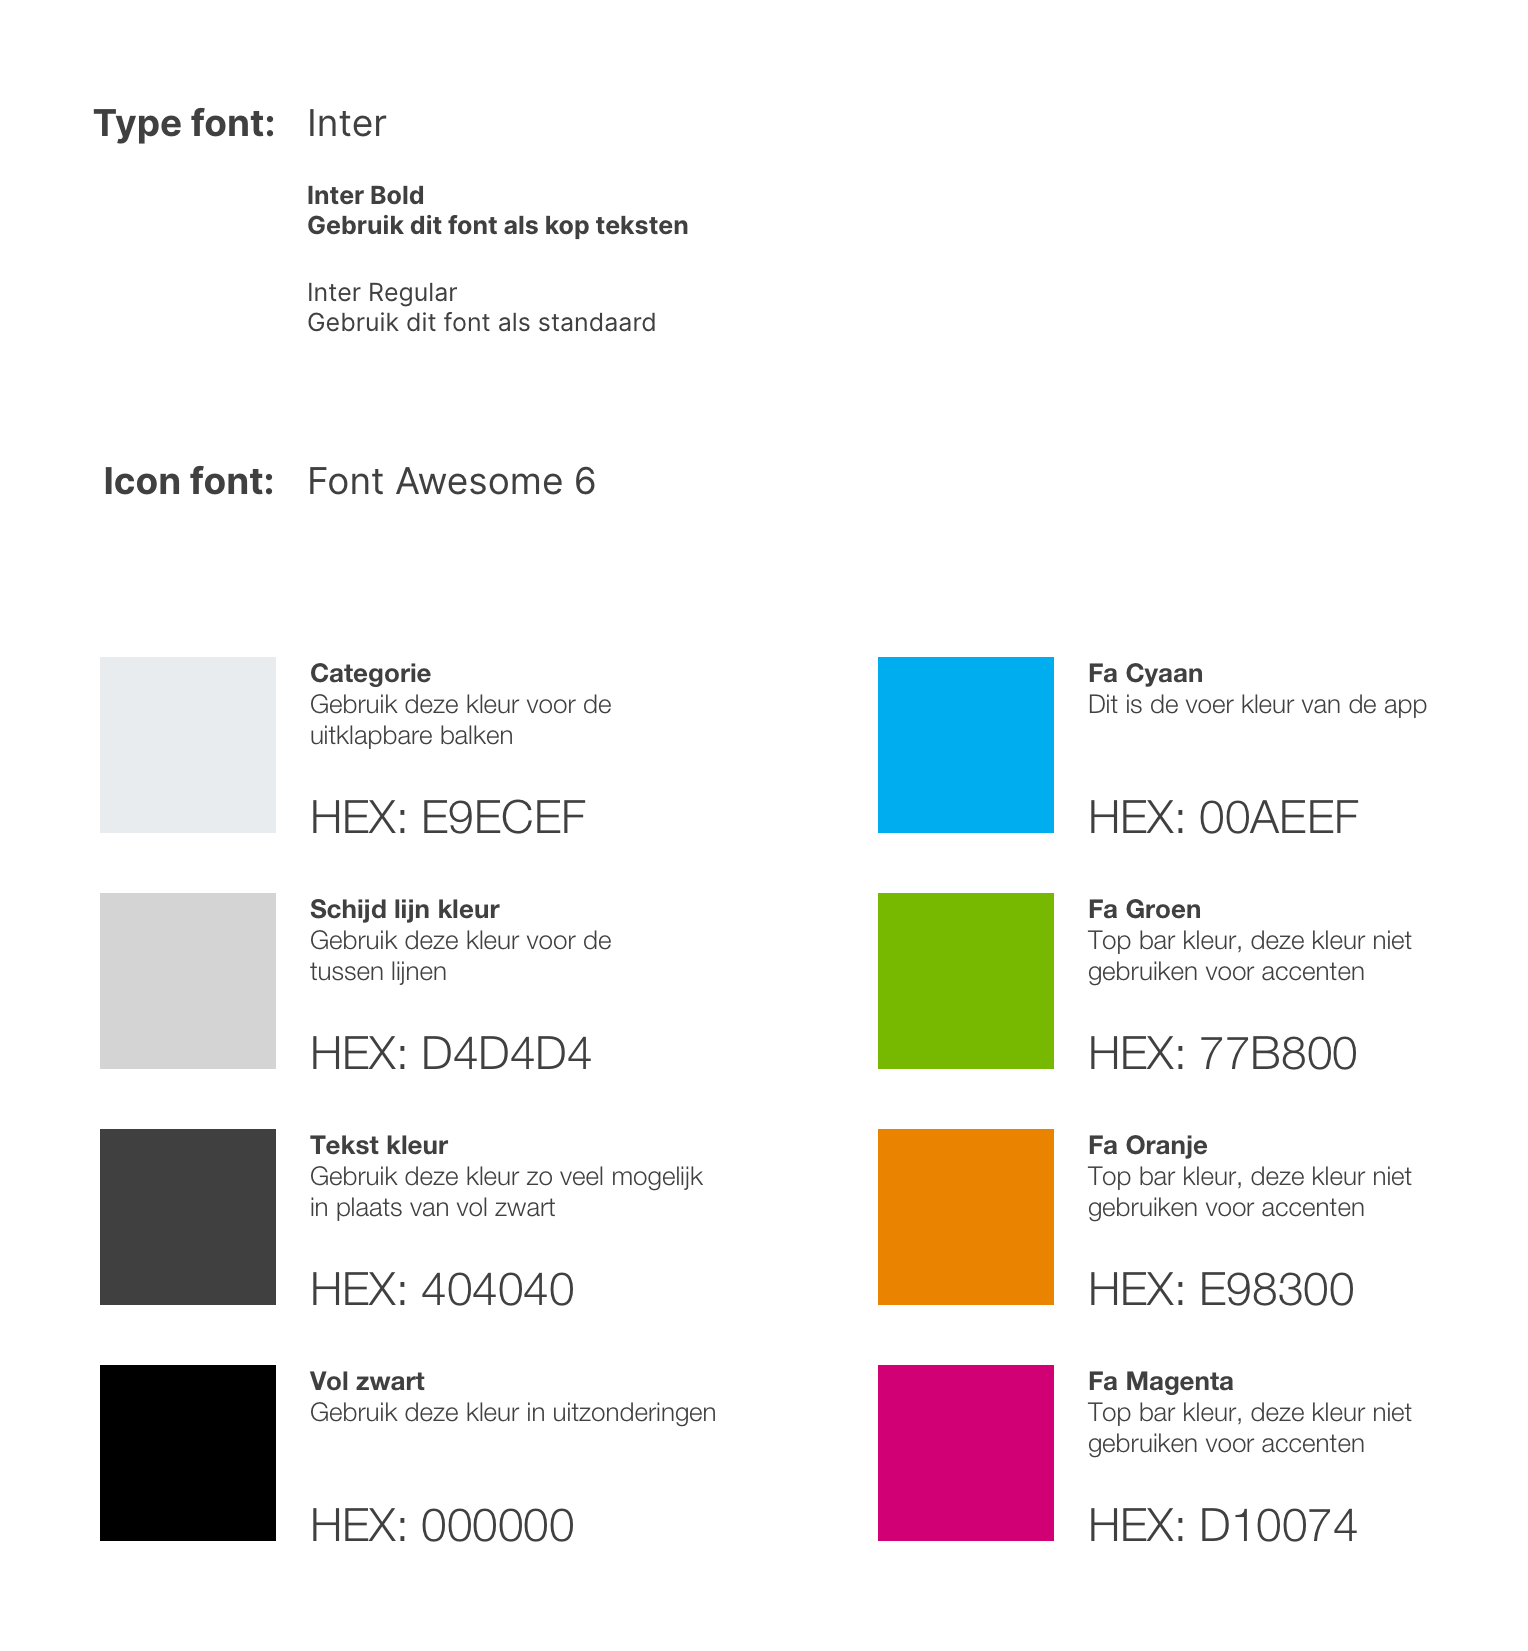 Type font: Inter
Inter Bold
Gebruik dit font als kop teksten
Inter Regular
Gebruik dit font als standaard
Icon font: Font Awesome 6
Categorie
Gebruik deze kleur voor de
uitklapbare balken
HEX: E9ECEF
Schijd lijn kleur
Gebruik deze kleur voor de
tussen lijnen
HEX: D4D4D4
Tekst kleur
Gebruik deze kleur zo veel mogelijk
in plaats van vol zwart
HEX: 404040
Vol zwart
Gebruik deze kleur in uitzonderingen
HEX: 000000
Fa Cyaan
Dit is de voer kleur van de app
HEX: 00AEEF
Fa Groen
Top bar kleur, deze kleur niet
gebruiken voor accenten
HEX: 77B800
Fa Oranje
Top bar kleur, deze kleur niet
gebruiken voor accenten
HEX: E98300
Fa Magenta
Top bar kleur, deze kleur niet
gebruiken voor accenten
HEX: D10074